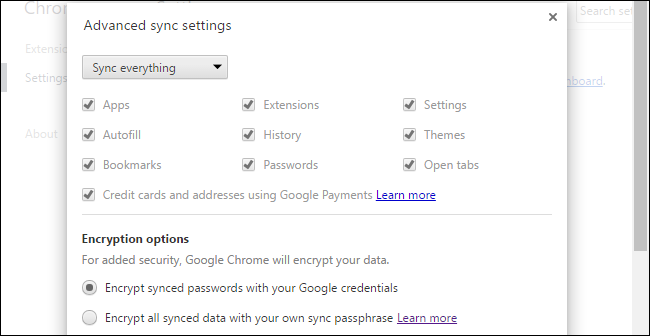 Chro
Search set
Advanced sync settings
Extension
Settings
Sync everything
board.
Apps Extensions Settings
About
Autofill History Themes
Bookmarks Passwords Open tabs
Credit cards and addresses using Google Payments Learn more
Encryption options
For added security, Google Chrome will encrypt your data.
Encrypt synced passwords with your Google credentials
Encrypt all synced data with your own sync passphrase Learn more